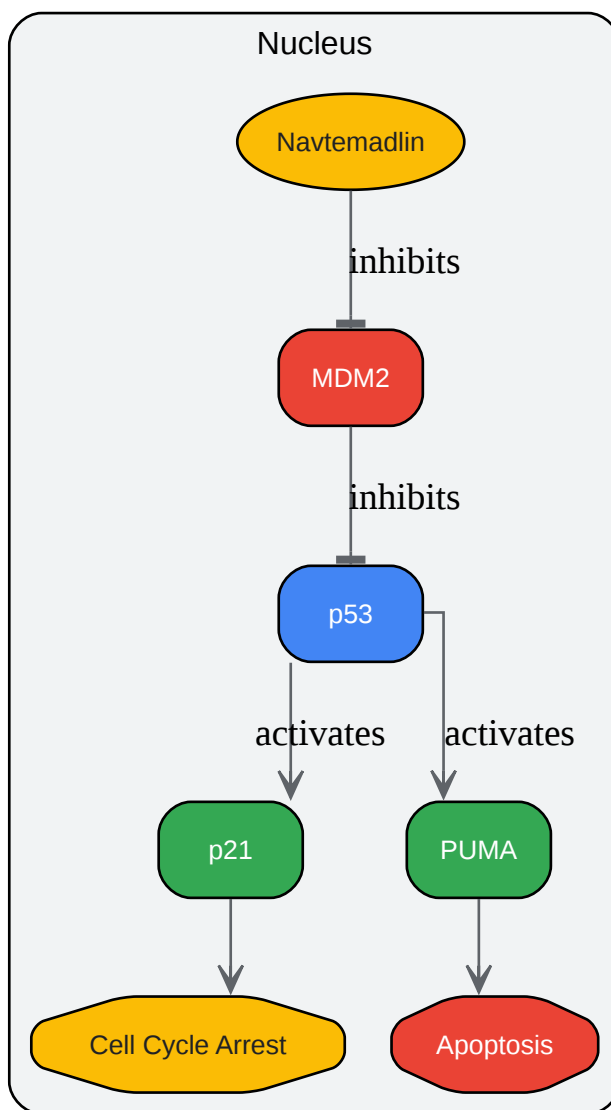 Nucleus
Navtemadlin
inhibits
MDM2
inhibits
p53
activates
activates
p21
PUMA
Cell Cycle Arrest
Apoptosis